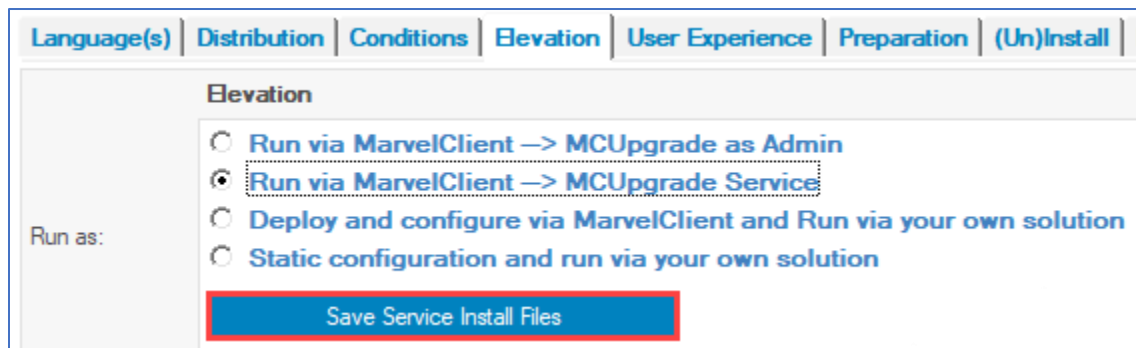 Language(s) Distribution Conditions Elevation User Experience Preparation (Un)Install
Elevation
Run via MarvelClient —> MCUpgrade as Admin
Run via MarvelClient —> MCUpgrade Service
Run as:
Deploy and configure via MarvelClient and Run via your own solution
Static configuration and run via your own solution
Save Service Install Files